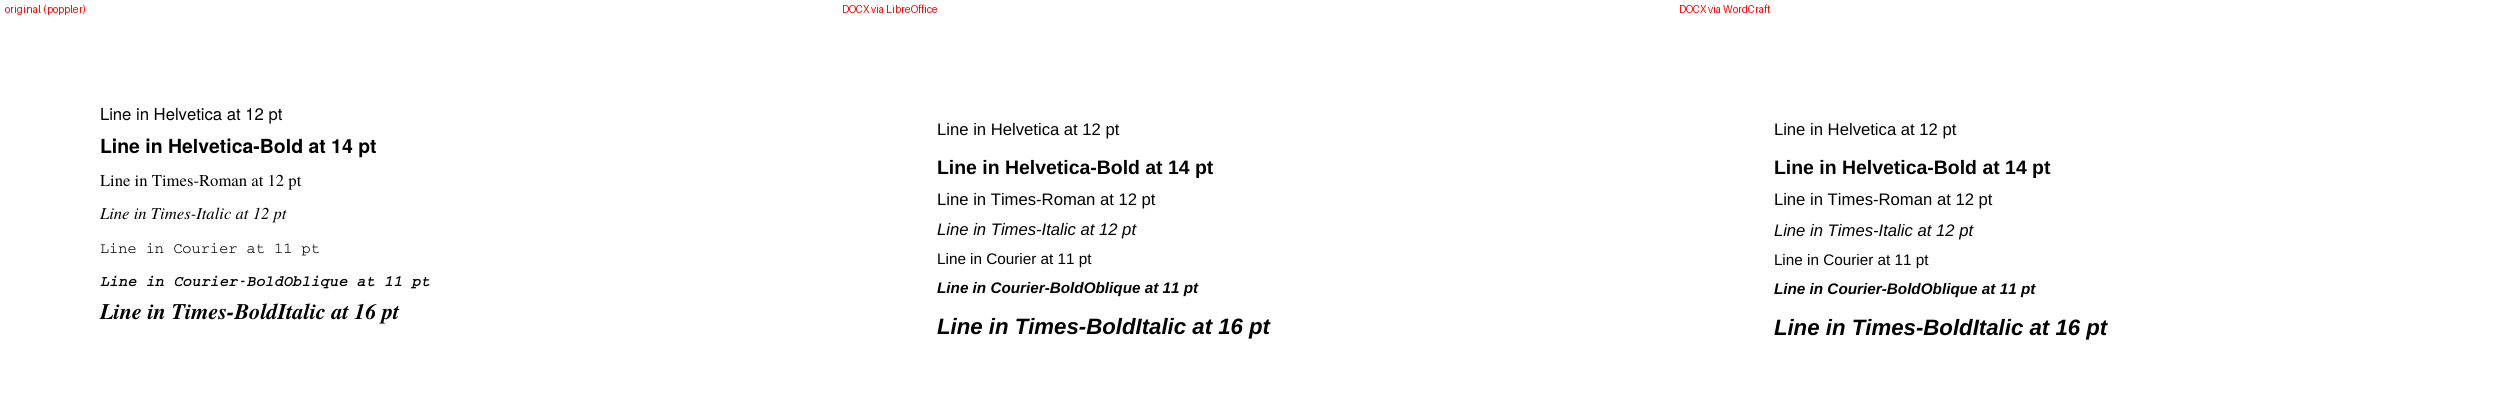 original (poppler)
Line in Helvetica at 12 pt
Line in Helvetica-Bold at 14 pt
Line in Times-Roman at 12 pt
Line in Times-Italic at 12 pt
Line in Courier at 11 pt
Line in Courier-BoldOblique at 11 pt
Line in Times-BoldItalic at 16 pt
DOCX via LibreOffice
Line in Helvetica at 12 pt
Line in Helvetica-Bold at 14 pt
Line in Times-Roman at 12 pt
Line in Times-Italic at 12 pt
Line in Courier at 11 pt
Line in Courier-BoldOblique at 11 pt
Line in Times-BoldItalic at 16 pt
DOCX via WordCraft
Line in Helvetica at 12 pt
Line in Helvetica-Bold at 14 pt
Line in Times-Roman at 12 pt
Line in Times-Italic at 12 pt
Line in Courier at 11 pt
Line in Courier-BoldOblique at 11 pt
Line in Times-BoldItalic at 16 pt